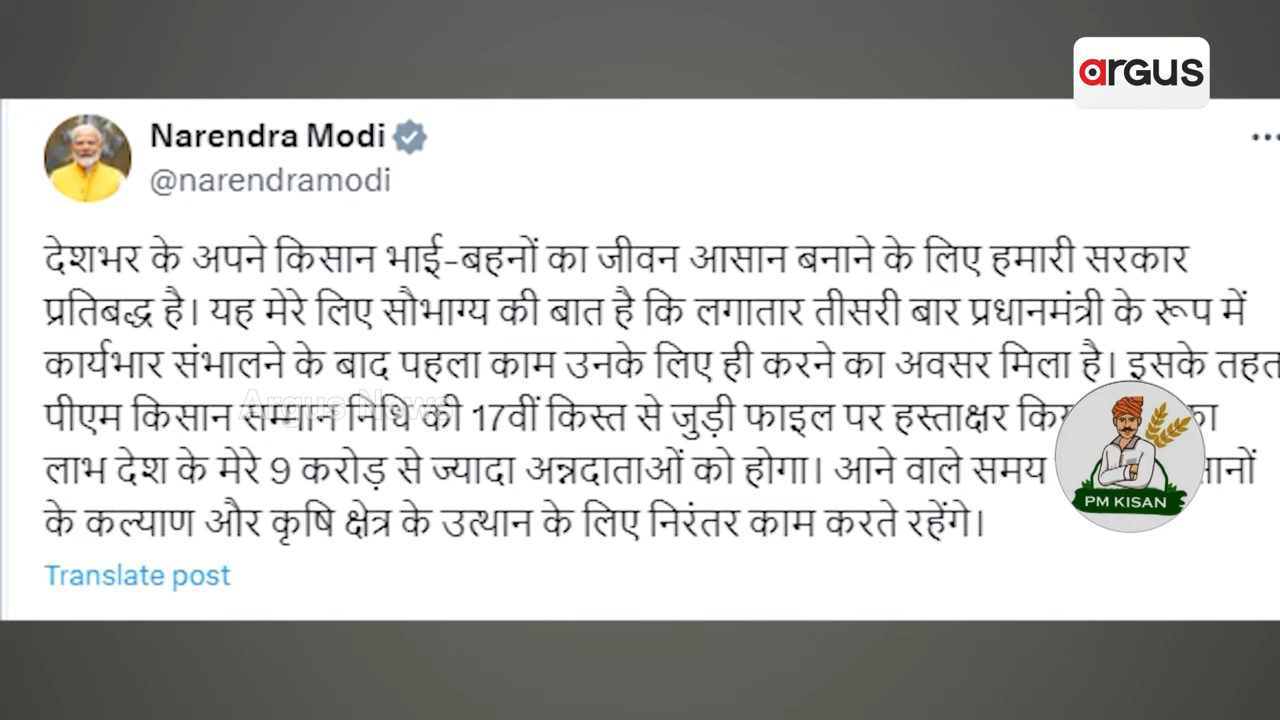 argus
Narendra Modi
@narendramodi
देशभर के अपने किसान भाई-बहनों का जीवन आसान बनाने के लिए हमारी सरकार
प्रतिबद्ध है। यह मेरे लिए सौभाग्य की बात है कि लगातार तीसरी बार प्रधानमंत्री के रूप में
कार्यभार संभालने के बाद पहला काम उनके लिए ही करने का अवसर मिला है। इसके तहत
Argus News
पीएम किसान सम्मान निधि की 17वीं किस्त से जुड़ी फाइल पर हस्ताक्षर
लाभ देश के मेरे 9 करोड़ से ज्यादा अन्नदाताओं को होगा। आने वाले समय
PM KISAN
के कल्याण और कृषि क्षेत्र के उत्थान के लिए निरंतर काम करते रहेंगे।
Translate post